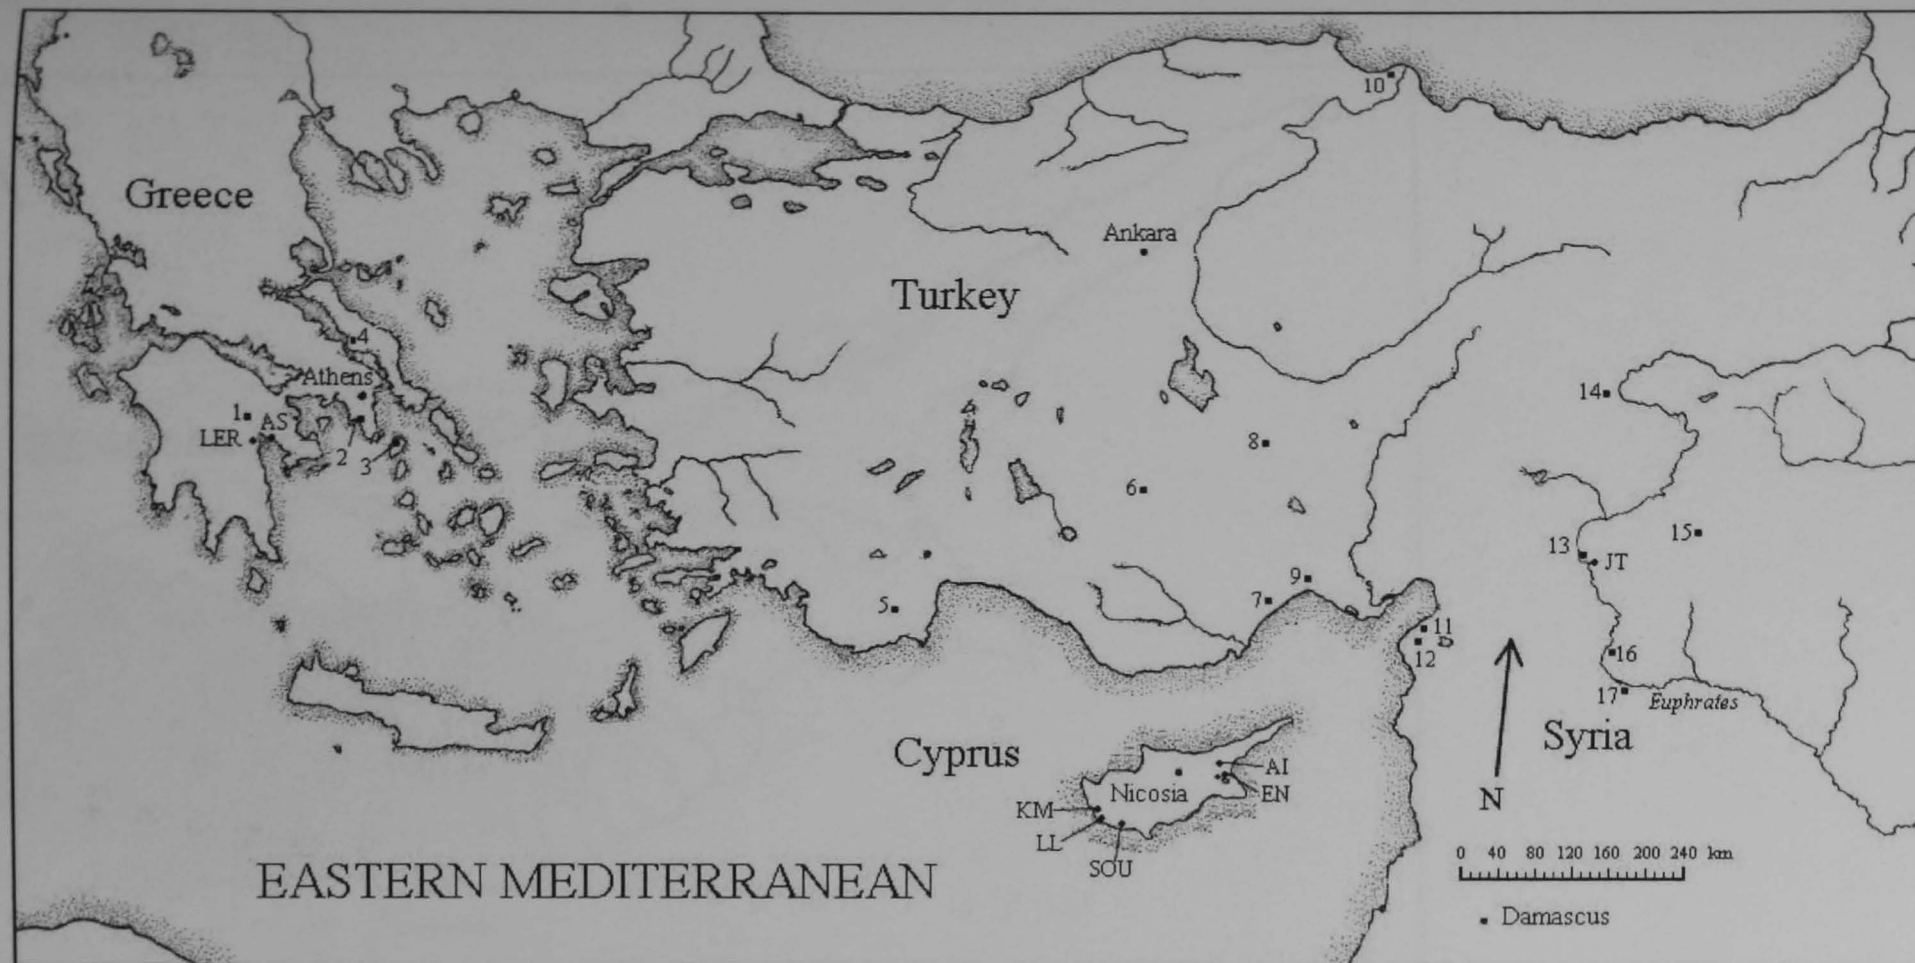 10
Greece
Ankara
Turkey
4
Athens
14
1
AS
LER
8
2
3
6
15
13
JT
9
5
7
11
12
16
17
Euphrates
Syria
Cyprus
AI
Nicosia
EN
N
KM
LL
SOU
0 40 80 120 160 200 240 km
EASTERN MEDITERRANEAN
Damascus